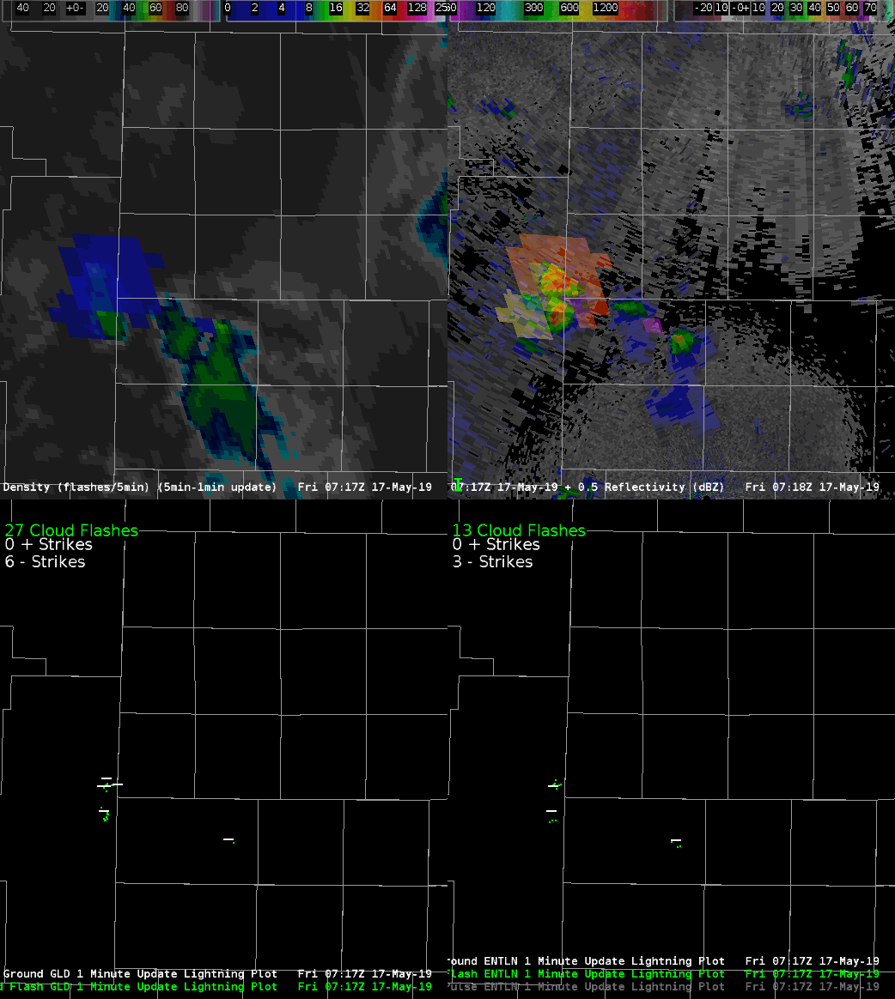 40 20 +0- 20 40 60 80 0 2 4 8 16 32 64 128 25
60 120 300 600 1200 -20 10 -0+ 10 20 30 40 50 60 70
Density (flashes/5min) (5min-1min update) Fri 07:17Z 17-May-19
07:17Z 17-May-19 + 0.5 Reflectivity (dBZ) Fri 07:18Z 17-May-19
27 Cloud Flashes
0 + Strikes
6 - Strikes
13 Cloud Flashes
0 + Strikes
3 - Strikes
Ground GLD 1 Minute Update Lightning Plot Fri 07:17Z 17-May-19
d Flash GLD 1 Minute Update Lightning Plot Fri 07:17Z 17-May-19
ound ENTLN 1 Minute Update Lightning Plot Fri 07:17Z 17-May-19
lash ENTLN 1 Minute Update Lightning Plot Fri 07:17Z 17-May-19
ulse ENTLN 1 Minute Update Lightning Plot Fri 07:17Z 17-May-19